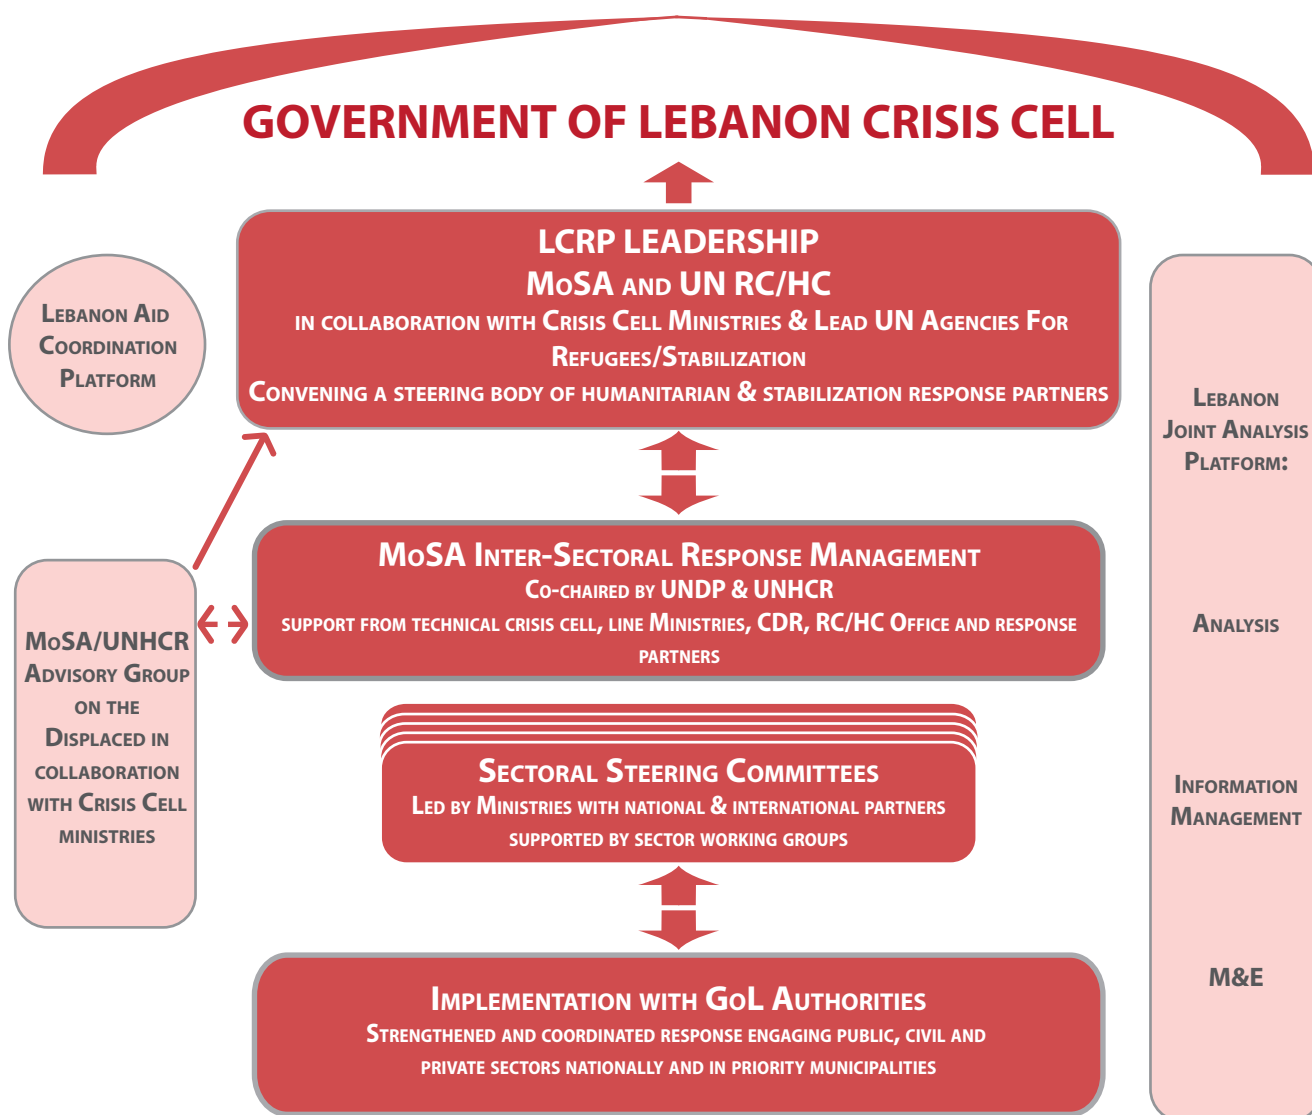 GOVERNMENT OF LEBANON CRISIS CELL
LCRP LEADERSHIP
MoSA and UN RC/HC
in collaboration with Crisis Cell Ministries & Lead UN Agencies For
Refugees/Stabilization
Convening a steering body of humanitarian & stabilization response partners
Lebanon Aid
Coordination
Platform
MoSA Inter-Sectoral Response Management
Co-chaired by UNDP & UNHCR
support from technical crisis cell, line Ministries, CDR, RC/HC Office and response
partners
MoSA/UNHCR
Advisory Group
on the
Displaced in
collaboration
with Crisis Cell
ministries
Sectoral Steering Committees
Led by Ministries with national & international partners
supported by sector working groups
Implementation with GoL Authorities
Strengthened and coordinated response engaging public, civil and
private sectors nationally and in priority municipalities
Lebanon
Joint Analysis
Platform:
Analysis
Information
Management
M&E